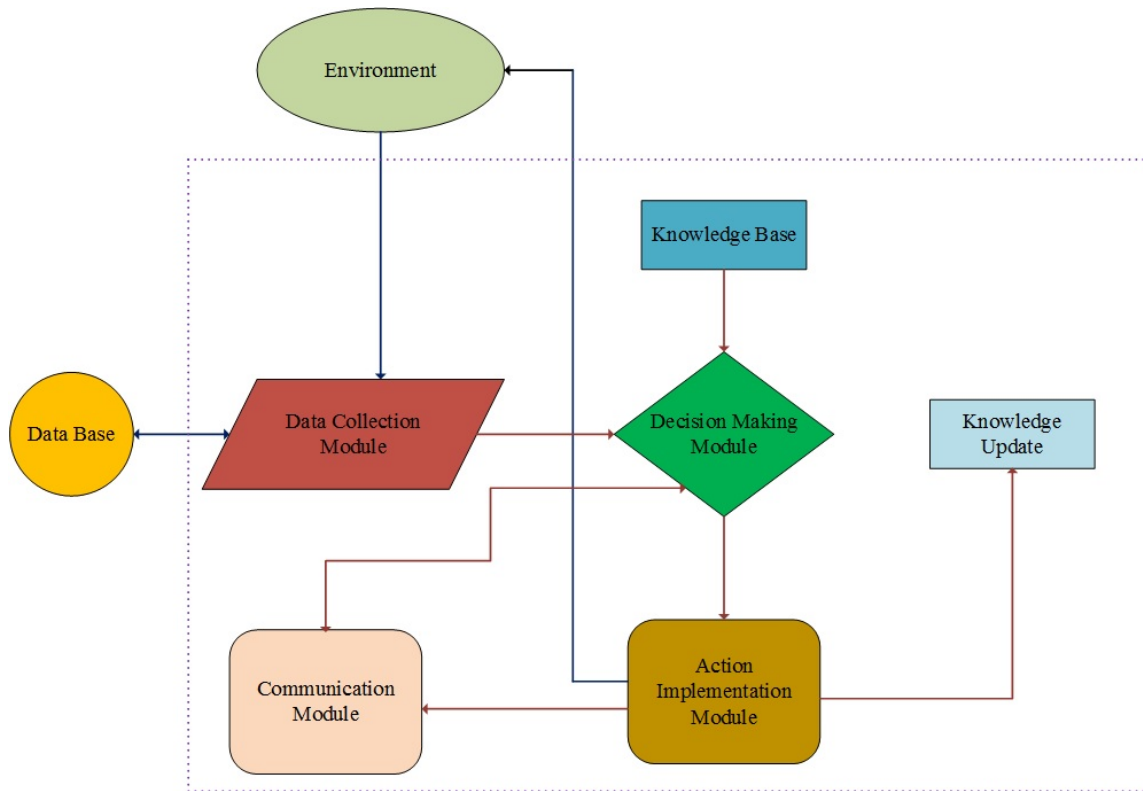 Environment
Knowledge Base
Data Base
Data Collection
Module
Decision Making
Module
Knowledge
Update
Communication
Module
Action
Implementation
Module